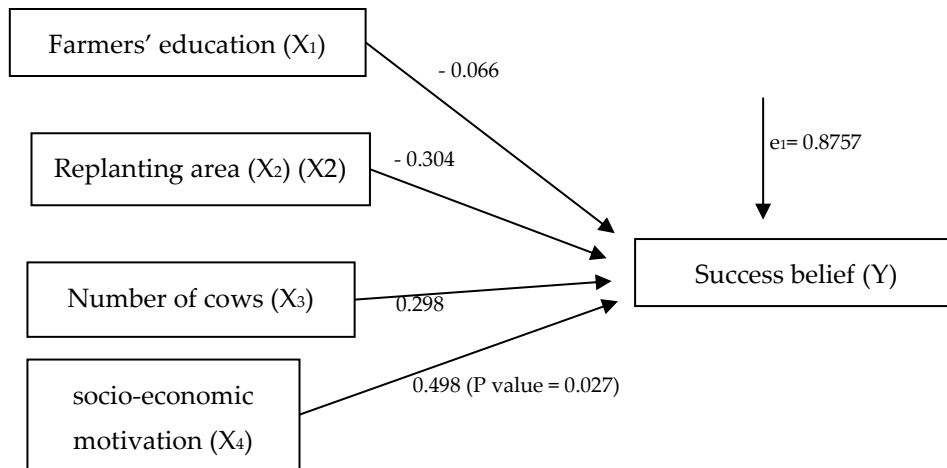 Farmers’ education (X₁)
- 0.066
Replanting area (X₂) (X2)
- 0.304
e₁= 0.8757
Success belief (Y)
Number of cows (X₃)
0.298
0.498 (P value = 0.027)
socio-economic
motivation (X₄)